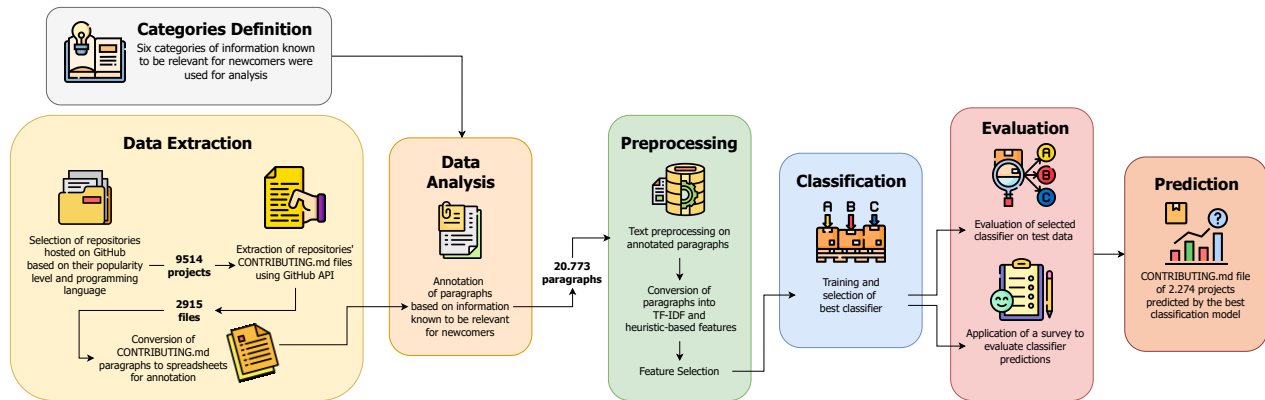 Categories Definition
Six categories of information known
to be relevant for newcomers were
used for analysis
Data Extraction
Selection of repositories
hosted on GitHub
based on their popularity
level and programming
language
9514
projects
Extraction of repositories'
CONTRIBUTING.md files
using GitHub API
2915
files
Conversion of
CONTRIBUTING.md
paragraphs to spreadsheets
for annotation
Data
Analysis
Annotation
of paragraphs
based on information
known to be relevant
for newcomers
20.773
paragraphs
Preprocessing
Text preprocessing on
annotated paragraphs
Conversion of
paragraphs into
TF-IDF and
heuristic-based features
Feature Selection
Classification
A B C
Training and
selection of
best classifier
Evaluation
A
B
C
Evaluation of selected
classifier on test data
Application of a survey to
evaluate classifier
predictions
Prediction
?
CONTRIBUTING.md file
of 2.274 projects
predicted by the best
classification model